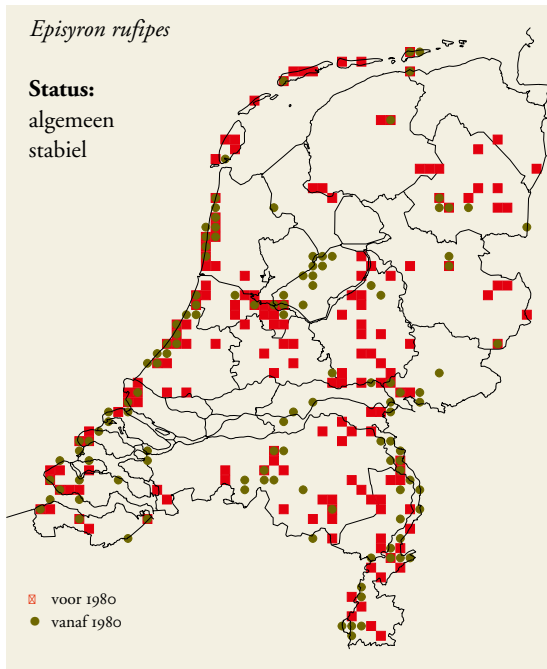 Episyron rufipes
Status:
algemeen
stabiel
voor 1980
vanaf 1980